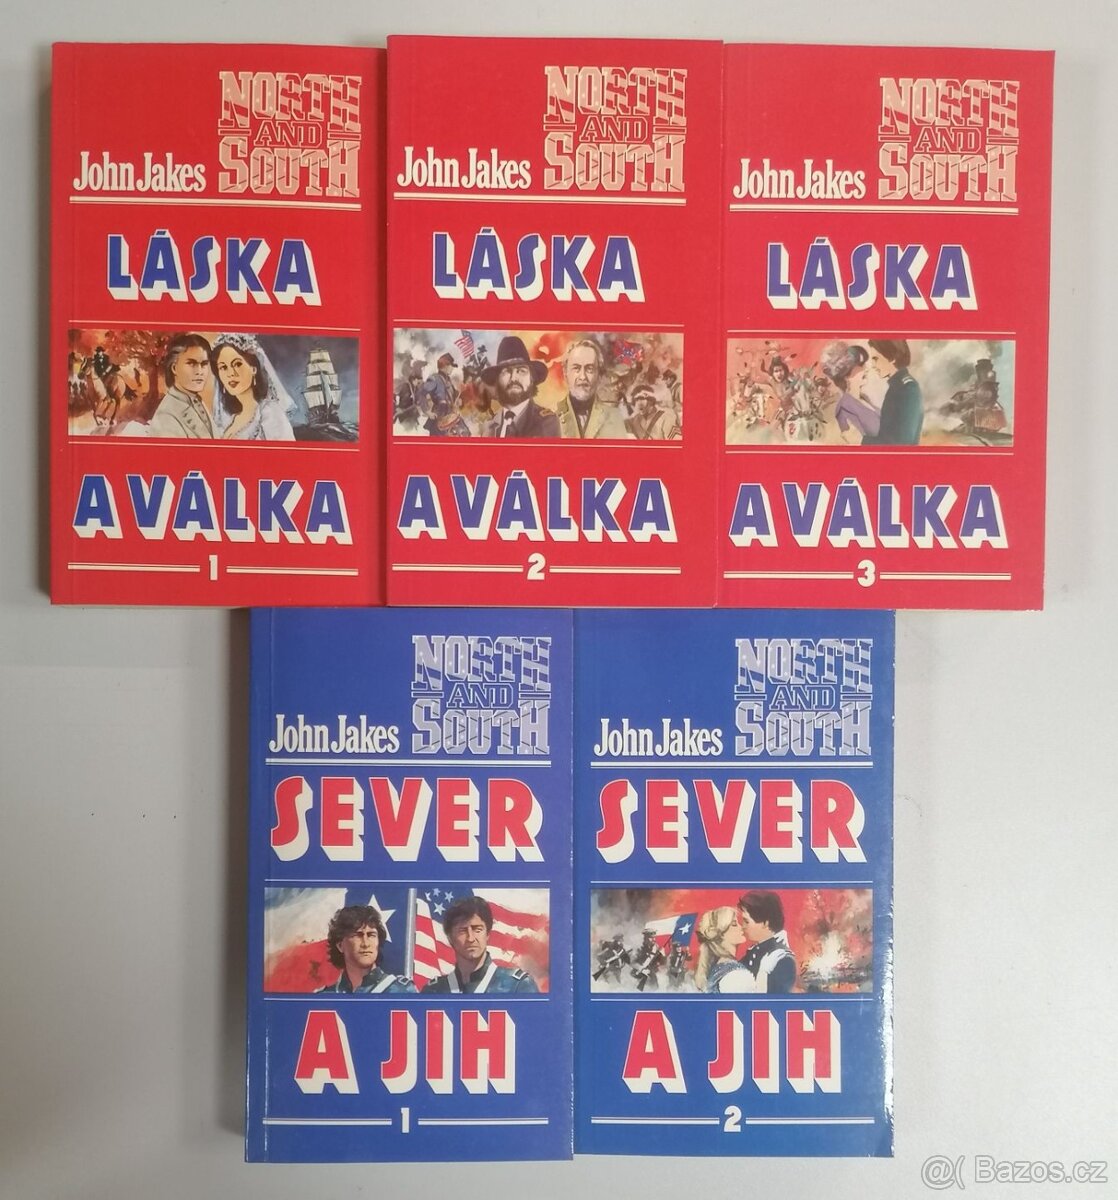 John Jakes
NORTH
AND
SOUTH
LÁSKA
A VÁLKA
1
John Jakes
NORTH
AND
SOUTH
LÁSKA
A VÁLKA
2
John Jakes
NORTH
AND
SOUTH
LÁSKA
A VÁLKA
3
John Jakes
NORTH
AND
SOUTH
SEVER
A JIH
1
John Jakes
NORTH
AND
SOUTH
SEVER
A JIH
2
@( Bazos.cz